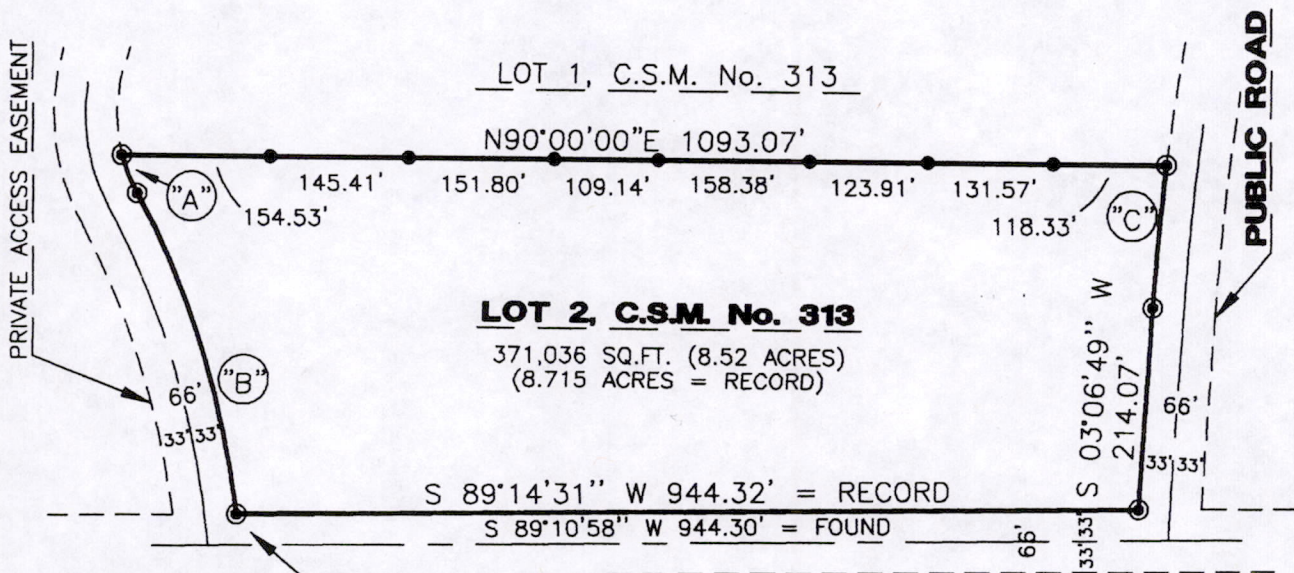 PRIVATE ACCESS EASEMENT
PUBLIC ROAD
LOT 1, C.S.M. No. 313
N90°00'00"E 1093.07'
154.53'
145.41'
151.80'
109.14'
158.38'
123.91'
131.57'
118.33'
"A"
"B"
"C"
LOT 2, C.S.M. No. 313
371,036 SQ.FT. (8.52 ACRES)
(8.715 ACRES = RECORD)
66'
33' 33'
S 03°06'49" W
214.07'
66'
33' 33'
S 89°14'31" W 944.32' = RECORD
S 89°10'58" W 944.30' = FOUND
66'
33' 33'